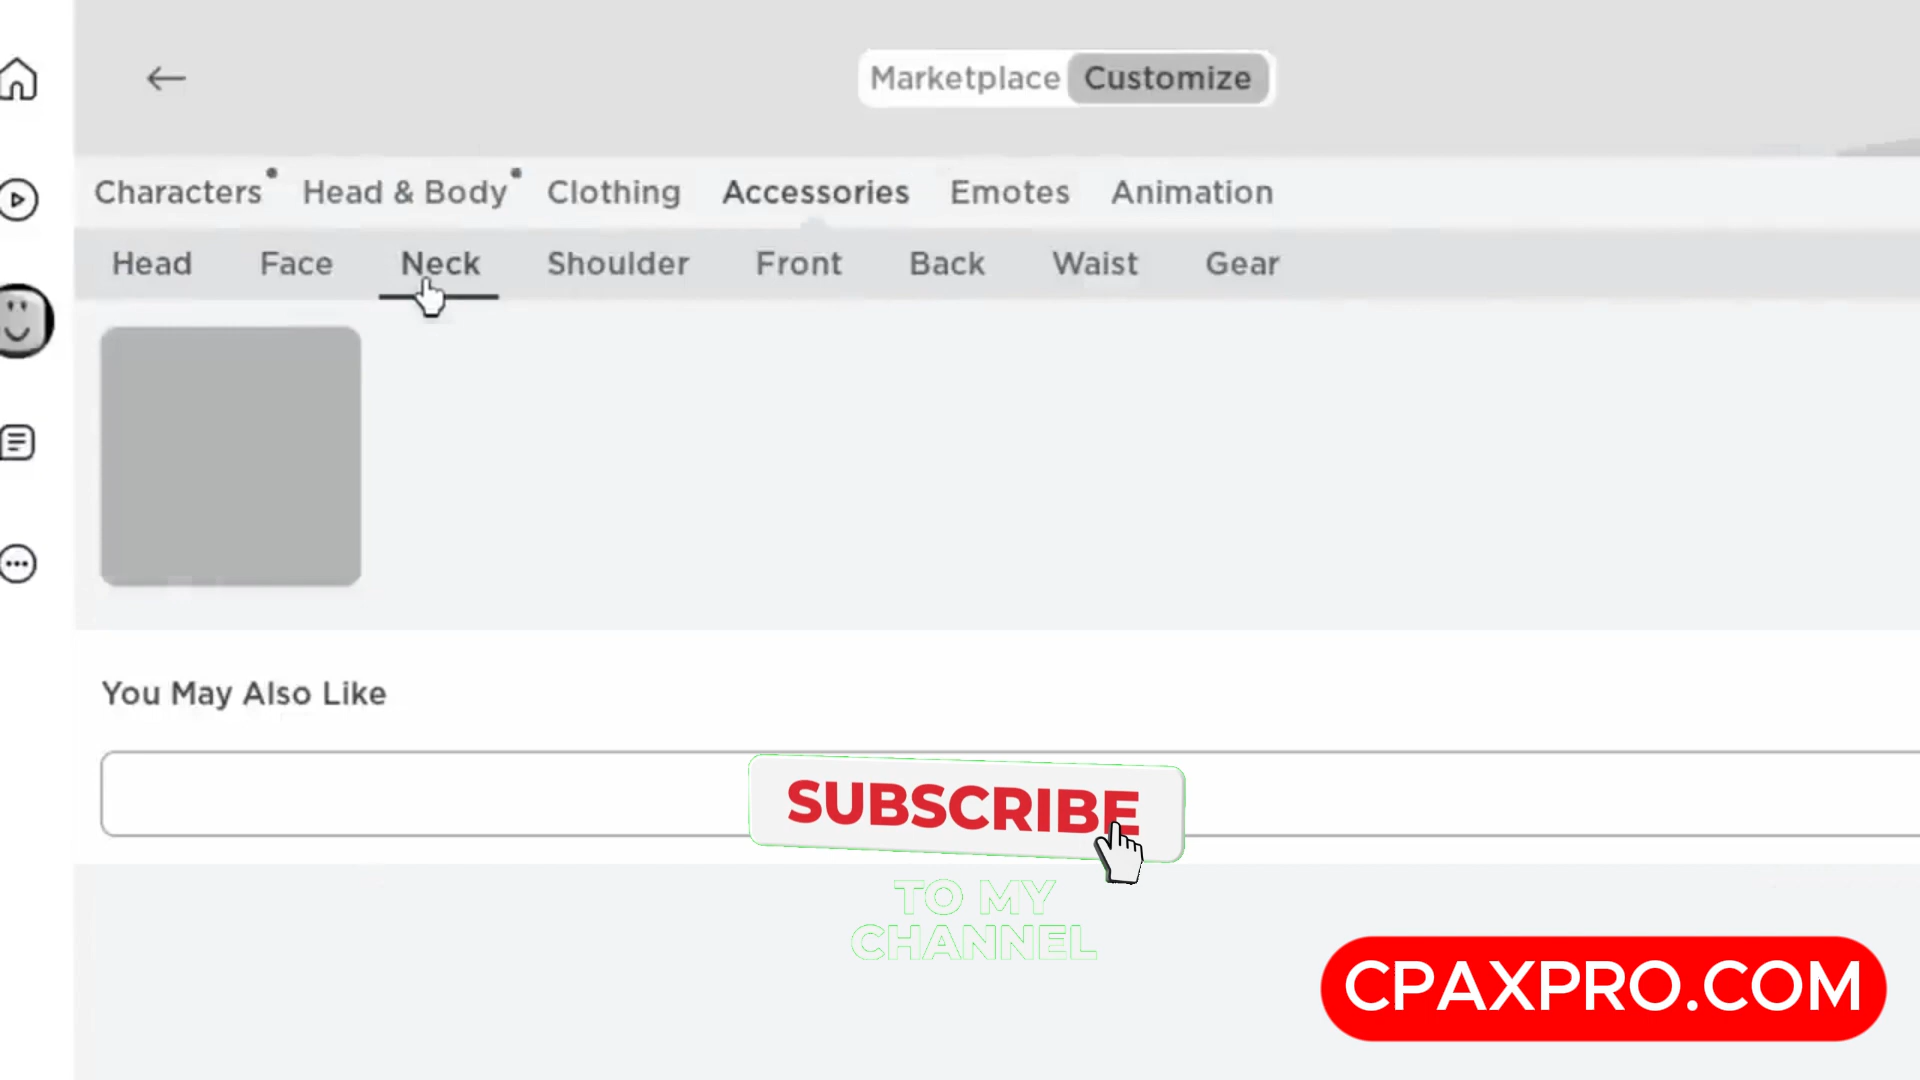 Marketplace Customize
Characters Head & Body Clothing Accessories Emotes Animation
Head Face Neck Shoulder Front Back Waist Gear
You May Also Like
SUBSCRIBE
TO MY
CHANNEL
CPAXPRO.COM